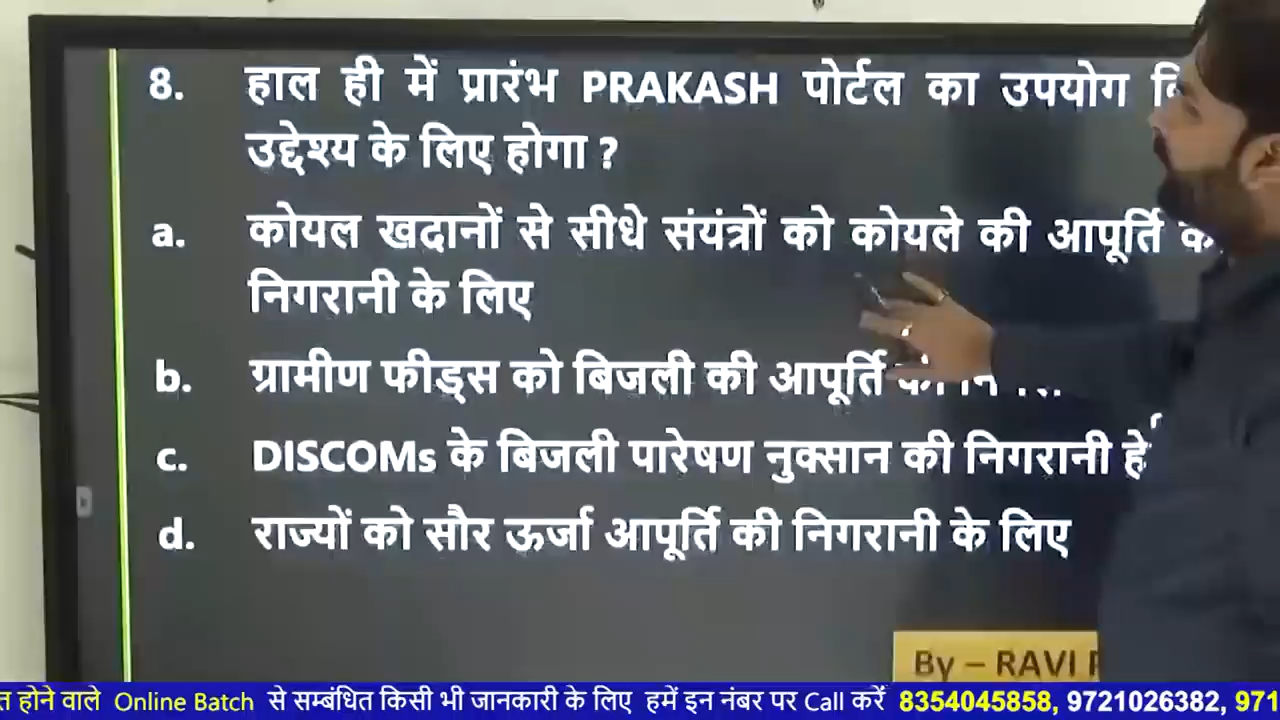 8. हाल ही में प्रारंभ PRAKASH पोर्टल का उपयोग
उद्देश्य के लिए होगा ?
a. कोयल खदानों से सीधे संयंत्रों को कोयले की आपूर्ति
निगरानी के लिए
b. ग्रामीण फीड्स को बिजली की आपूर्ति
c. DISCOMs के बिजली पारेषण नुक्सान की निगरानी
d. राज्यों को सौर ऊर्जा आपूर्ति की निगरानी के लिए
By – RAVI
होने वाले Online Batch से सम्बंधित किसी भी जानकारी के लिए हमें इन नंबर पर Call करें 8354045858, 9721026382,